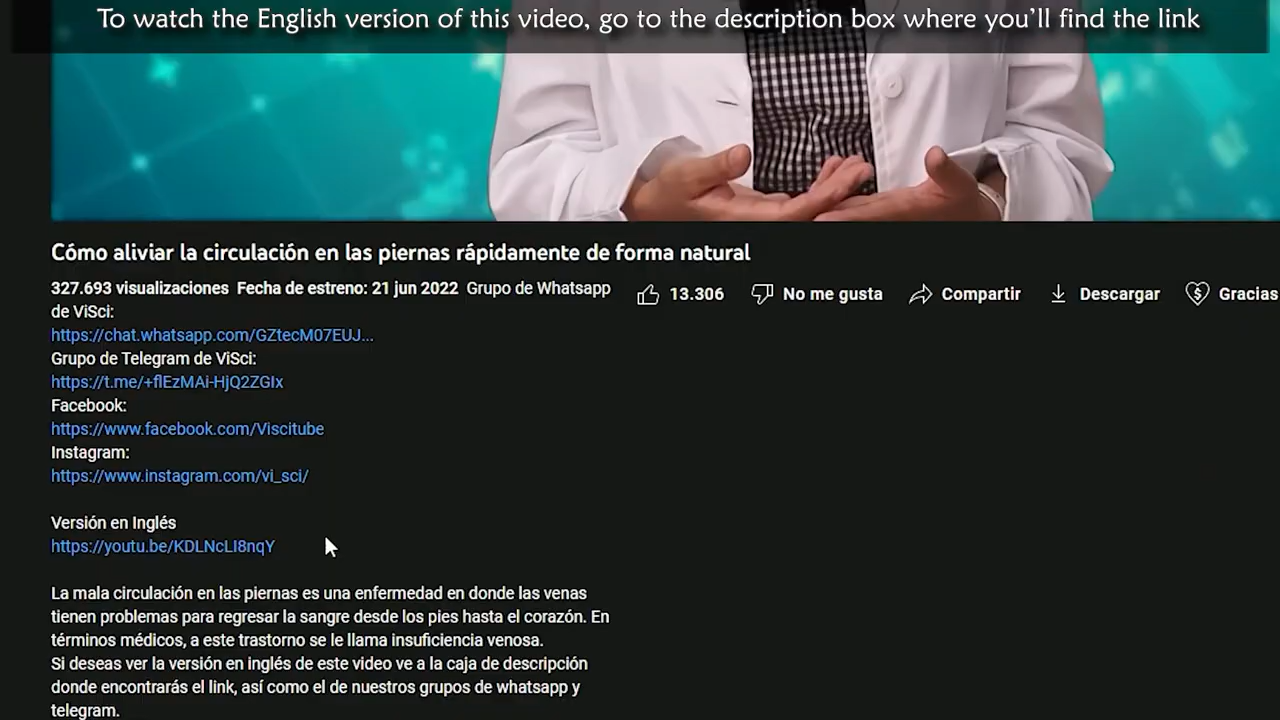 To watch the English version of this video, go to the description box where you'll find the link
Cómo aliviar la circulación en las piernas rápidamente de forma natural
327.693 visualizaciones Fecha de estreno: 21 jun 2022 Grupo de Whatsapp
de ViSci:
13.306 No me gusta Compartir Descargar Gracias
https://chat.whatsapp.com/GZtecM07EUJ...
Grupo de Telegram de ViSci:
https://t.me/+flEzMAi-HjQ2ZGIx
Facebook:
https://www.facebook.com/Viscitube
Instagram:
https://www.instagram.com/vi_sci/
Versión en Inglés
https://youtu.be/KDLNcLI8nqY
La mala circulación en las piernas es una enfermedad en donde las venas
tienen problemas para regresar la sangre desde los pies hasta el corazón. En
términos médicos, a este trastorno se le llama insuficiencia venosa.
Si deseas ver la versión en inglés de este video ve a la caja de descripción
donde encontrarás el link, así como el de nuestros grupos de whatsapp y
telegram.